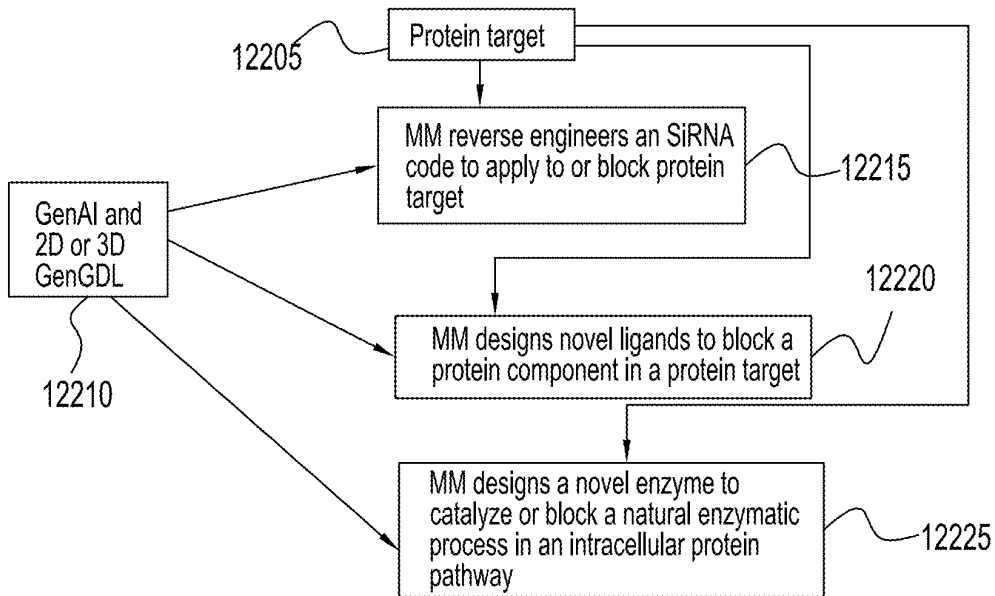 Protein target
12205
MM reverse engineers an SiRNA
code to apply to or block protein
target
12215
GenAI and
2D or 3D
GenGDL
12210
12220
MM designs novel ligands to block a
protein component in a protein target
MM designs a novel enzyme to
catalyze or block a natural enzymatic
process in an intracellular protein
pathway
12225